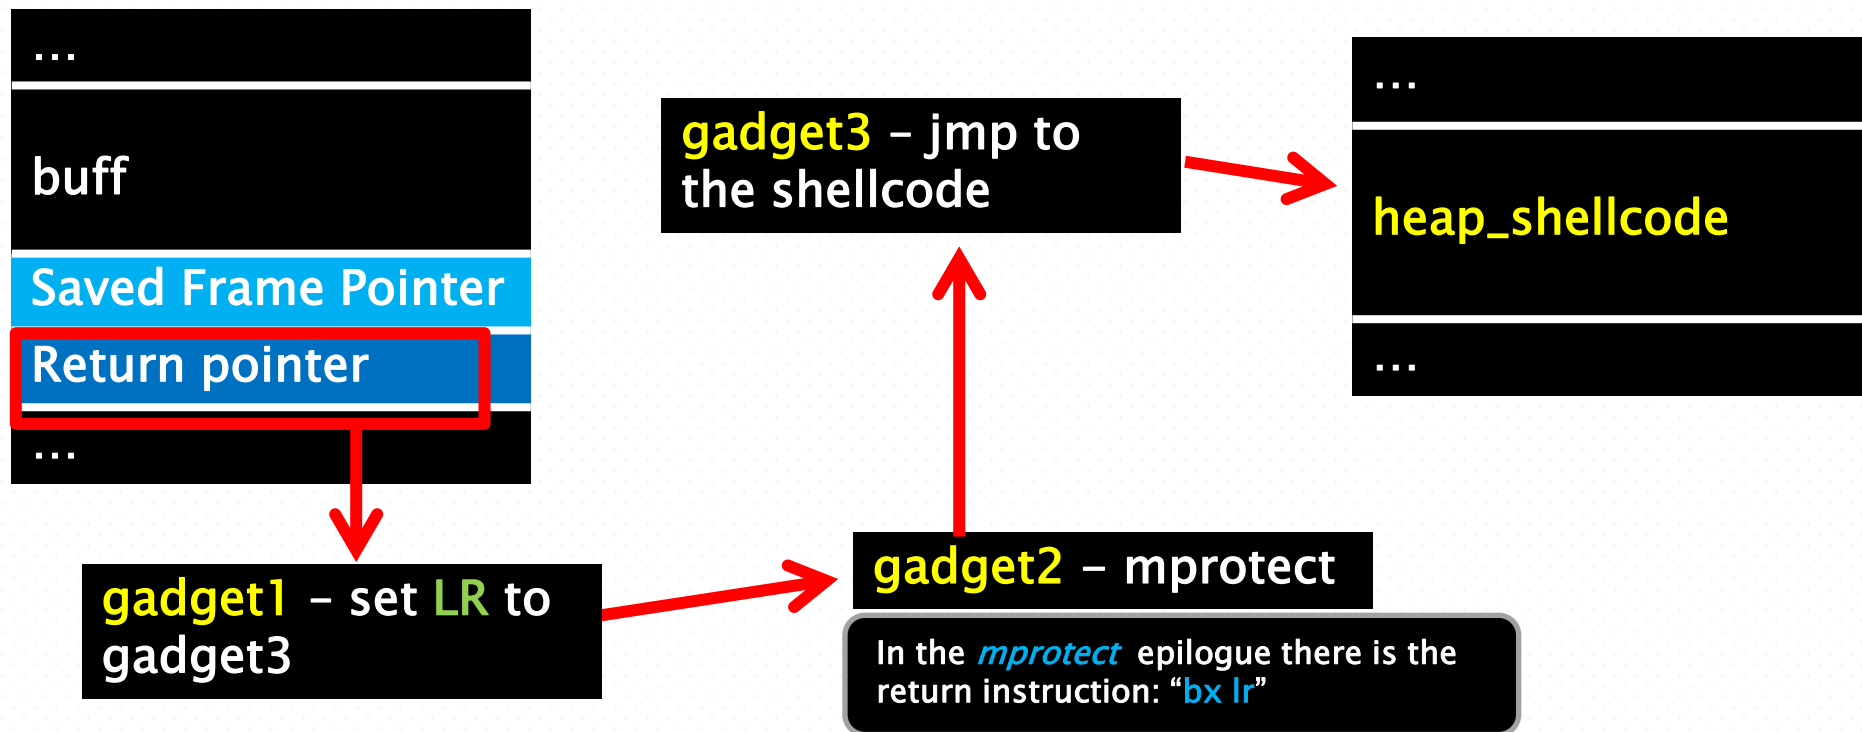 ...
buff
Saved Frame Pointer
Return pointer
...
gadget1 – set LR to
gadget3
gadget2 – mprotect
In the mprotect epilogue there is the
return instruction: “bx lr”
gadget3 – jmp to
the shellcode
...
heap_shellcode
...